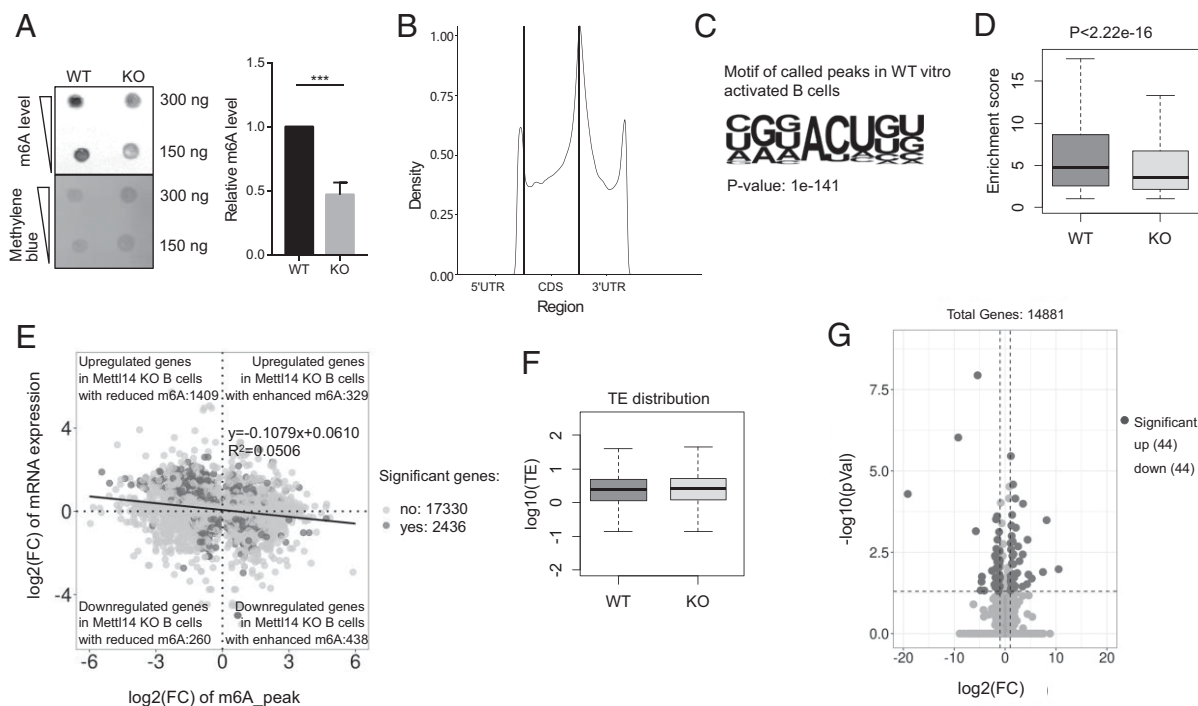 A
WT KO
m6A level
300 ng
150 ng
Methylene
blue
300 ng
150 ng
Relative m6A level
1.5
1.0
0.5
0.0
***
WT KO
B
Density
1.00
0.75
0.50
0.25
0.00
5'UTR CDS 3'UTR
Region
C
Motif of called peaks in WT vitro
activated B cells
ACU
P-value: 1e-141
D
P<2.22e-16
Enrichment score
15
10
5
0
WT KO
E
Upregulated genes
in Mettl14 KO B cells
with reduced m6A:1409
Upregulated genes
in Mettl14 KO B cells
with enhanced m6A:329
y=-0.1079x+0.0610
R²=0.0506
log2(FC) of mRNA expression
4
0
-4
Downregulated genes
in Mettl14 KO B cells
with reduced m6A:260
Downregulated genes
in Mettl14 KO B cells
with enhanced m6A:438
-6 -3 0 3 6
log2(FC) of m6A_peak
Significant genes:
no: 17330
yes: 2436
F
TE distribution
log10(TE)
2
1
0
-1
-2
WT KO
G
Total Genes: 14881
-log10(pVal)
7.5
5.0
2.5
0.0
-20 -10 0 10 20
log2(FC)
Significant
up (44)
down (44)